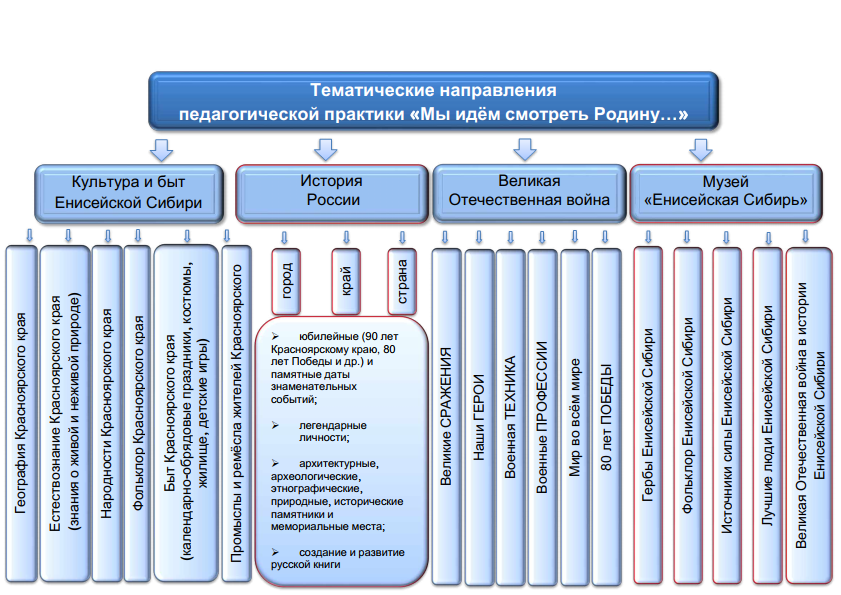 Тематические направления
педагогической практики «Мы идём смотреть Родину…»
Культура и быт
Енисейской Сибири
История
России
Великая
Отечественная война
Музей
«Енисейская Сибирь»
География Красноярского края
Естествознание Красноярского края
(знания о живой и неживой природе)
Народности Красноярского края
Фольклор Красноярского края
Быт Красноярского края
(календарно-обрядовые праздники, костюмы,
жилище, детские игры)
Промыслы и ремёсла жителей Красноярского
город
край
страна
➢ юбилейные (90 лет
Красноярскому краю, 80
лет Победы и др.) и
памятные даты
знаменательных
событий;
➢ легендарные
личности;
➢ архитектурные,
археологические,
этнографические,
природные, исторические
памятники и
мемориальные места;
➢ создание и развитие
русской книги
Великие СРАЖЕНИЯ
Наши ГЕРОИ
Военная ТЕХНИКА
Военные ПРОФЕССИИ
Мир во всём мире
80 лет ПОБЕДЫ
Гербы Енисейской Сибири
Фольклор Енисейской Сибири
Источники силы Енисейской Сибири
Лучшие люди Енисейской Сибири
Великая Отечественная война в истории
Енисейской Сибири